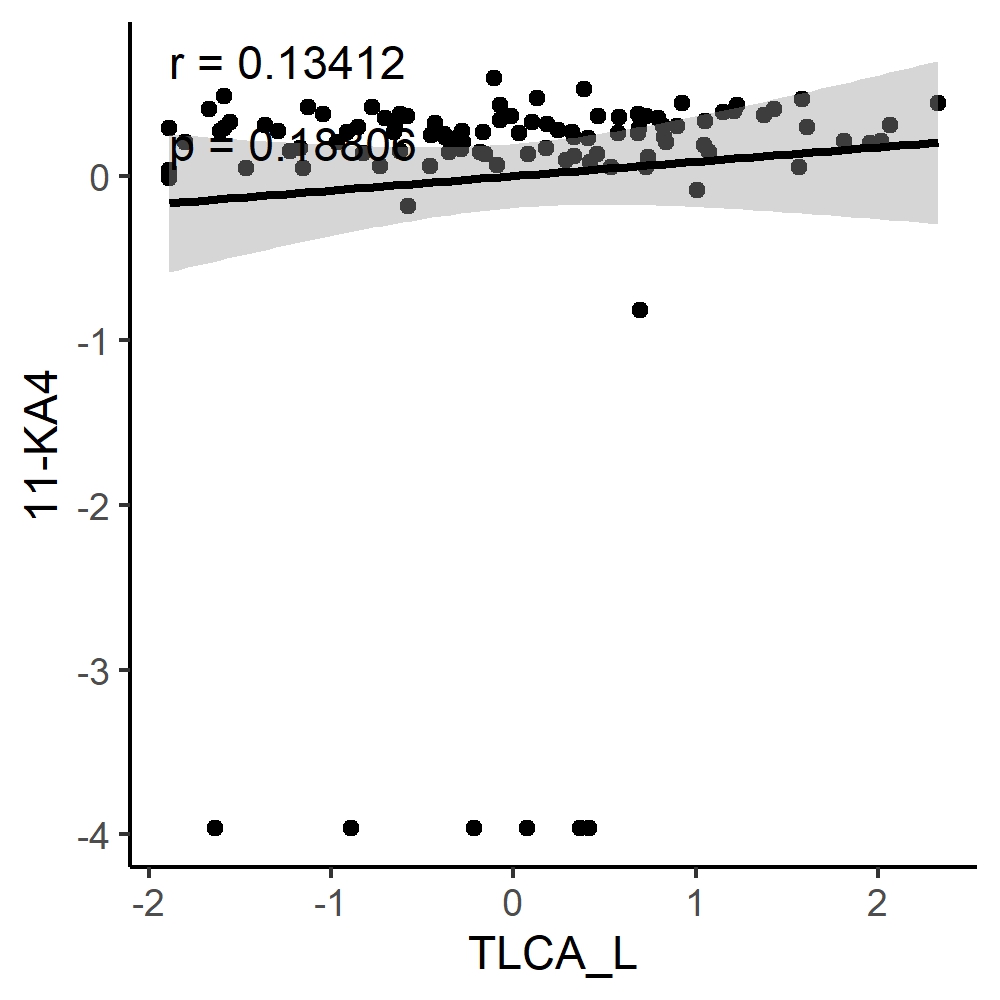 r = 0.13412
p = 0.18806
0
-1
-2
-3
-4
11-KA4
-2
-1
0
1
2
TLCA_L